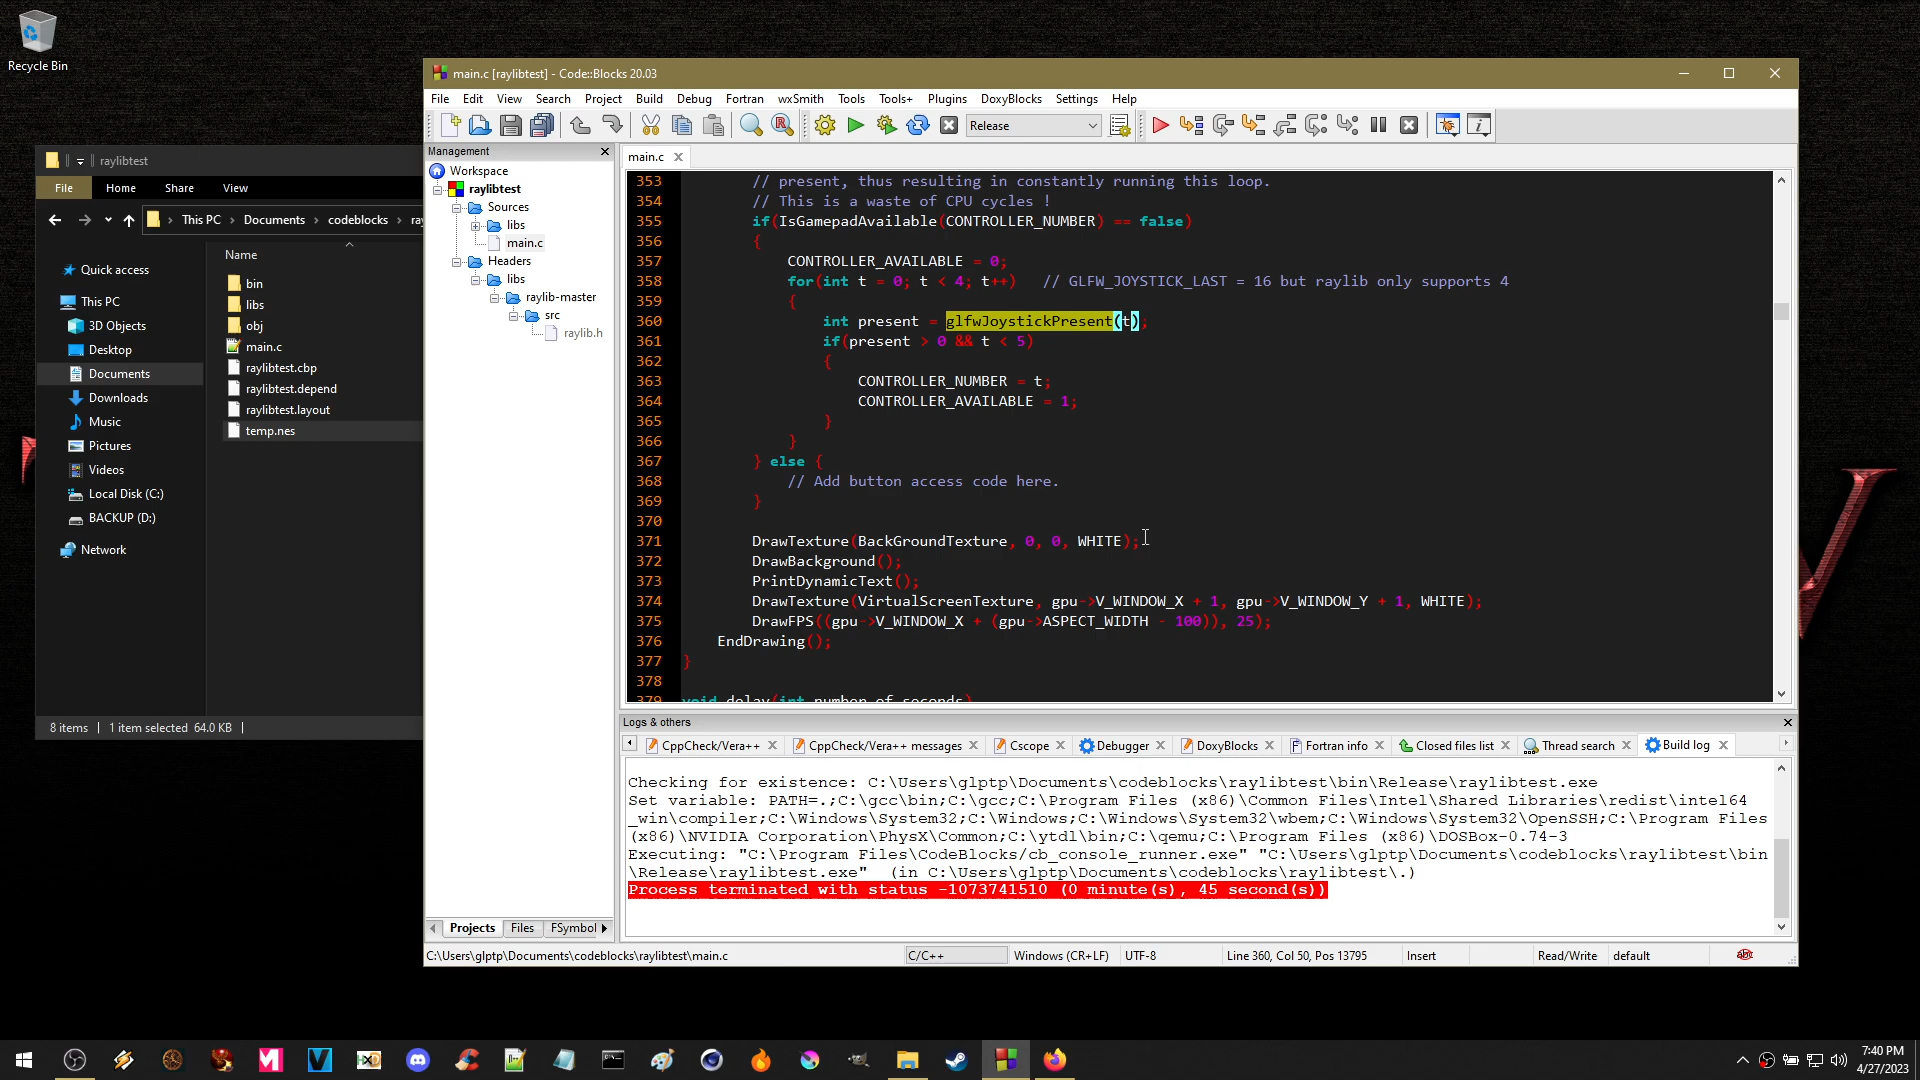 Recycle Bin
main.c [raylibtest] - Code::Blocks 20.03
File Edit View Search Project Build Debug Fortran wxSmith Tools Tools+ Plugins DoxyBlocks Settings Help
Release
raylibtest
File Home Share View
This PC Documents codeblocks
Name
Quick access
This PC
3D Objects
Desktop
Documents
Downloads
Music
Pictures
Videos
Local Disk (C:)
BACKUP (D:)
Network
bin
libs
obj
main.c
raylibtest.cbp
raylibtest.depend
raylibtest.layout
temp.nes
8 items 1 item selected 64.0 KB
Management
Workspace
raylibtest
Sources
libs
main.c
Headers
libs
raylib-master
src
raylib.h
Projects Files FSymbol
main.c
353 // present, thus resulting in constantly running this loop.
354 // This is a waste of CPU cycles !
355 if(IsGamepadAvailable(CONTROLLER_NUMBER) == false)
356 {
357 CONTROLLER_AVAILABLE = 0;
358 for(int t = 0; t < 4; t++) // GLFW_JOYSTICK_LAST = 16 but raylib only supports 4
359 {
360 int present = glfwJoystickPresent(t);
361 if(present > 0 && t < 5)
362 {
363 CONTROLLER_NUMBER = t;
364 CONTROLLER_AVAILABLE = 1;
365 }
366 }
367 } else {
368 // Add button access code here.
369 }
370
371 DrawTexture(BackGroundTexture, 0, 0, WHITE);
372 DrawBackground();
373 PrintDynamicText();
374 DrawTexture(VirtualScreenTexture, gpu->V_WINDOW_X + 1, gpu->V_WINDOW_Y + 1, WHITE);
375 DrawFPS((gpu->V_WINDOW_X + (gpu->ASPECT_WIDTH - 100)), 25);
376 EndDrawing();
377 }
378
379 void delay(int number of seconds)
Logs & others
CppCheck/Vera++ CppCheck/Vera++ messages Cscope Debugger DoxyBlocks Fortran info Closed files list Thread search Build log
Checking for existence: C:\Users\glptp\Documents\codeblocks\raylibtest\bin\Release\raylibtest.exe
Set variable: PATH=.;C:\gcc\bin;C:\gcc;C:\Program Files (x86)\Common Files\Intel\Shared Libraries\redist\intel64
_win\compiler;C:\Windows\System32;C:\Windows;C:\Windows\System32\wbem;C:\Windows\System32\OpenSSH;C:\Program Files
(x86)\NVIDIA Corporation\PhysX\Common;C:\ytdl\bin;C:\qemu;C:\Program Files (x86)\DOSBox-0.74-3
Executing: "C:\Program Files\CodeBlocks/cb_console_runner.exe" "C:\Users\glptp\Documents\codeblocks\raylibtest\bin
\Release\raylibtest.exe" (in C:\Users\glptp\Documents\codeblocks\raylibtest\.)
Process terminated with status -1073741510 (0 minute(s), 45 second(s))
C:\Users\glptp\Documents\codeblocks\raylibtest\main.c C/C++ Windows (CR+LF) UTF-8 Line 360, Col 50, Pos 13795 Insert Read/Write default
7:40 PM
4/27/2023